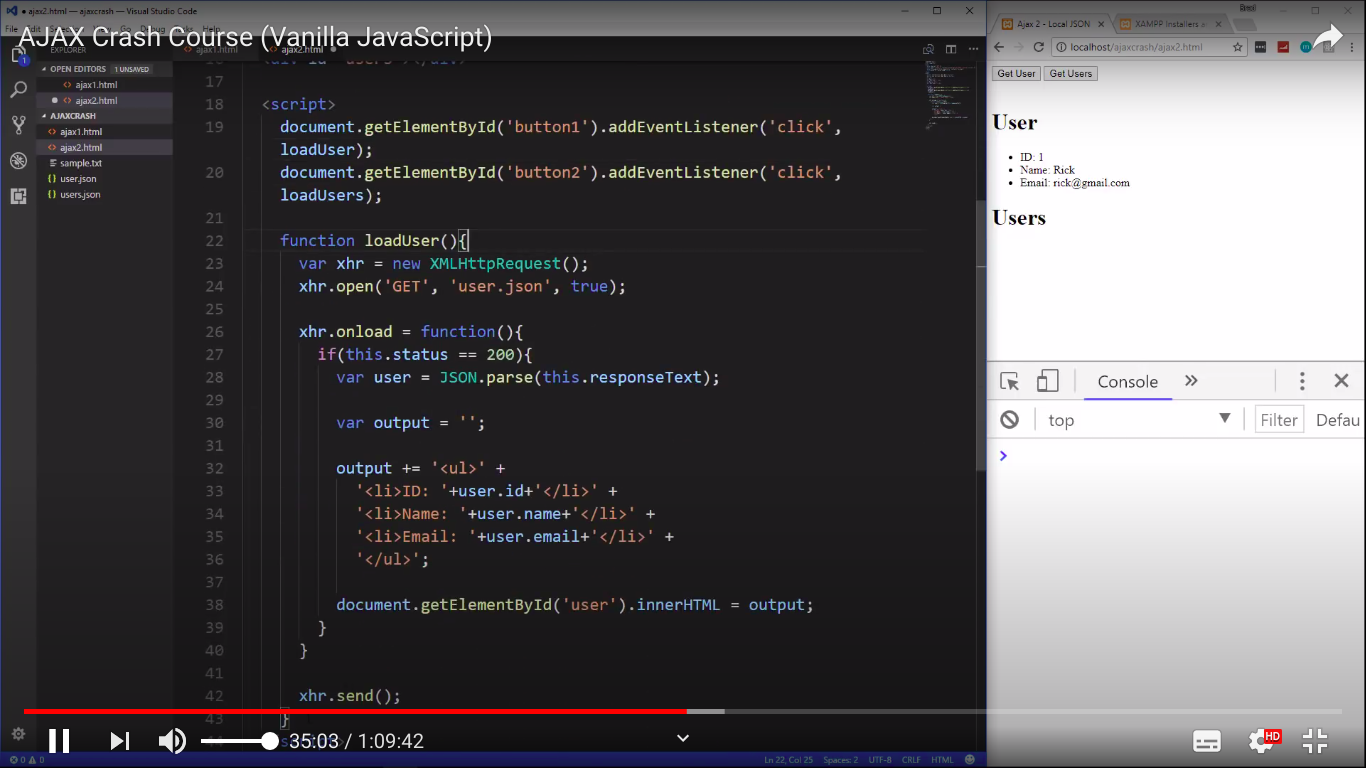 ajax2.html — ajaxcrash — Visual Studio Code
AJAX Crash Course (Vanilla JavaScript)
EXPLORER
OPEN EDITORS 1 UNSAVED
ajax1.html
ajax2.html
AJAXCRASH
ajax1.html
ajax2.html
sample.txt
user.json
users.json
1
ajax1.html
ajax2.html
17
18 <script>
19 document.getElementById('button1').addEventListener('click',
loadUser);
20 document.getElementById('button2').addEventListener('click',
loadUsers);
21
22 function loadUser(){
23 var xhr = new XMLHttpRequest();
24 xhr.open('GET', 'user.json', true);
25
26 xhr.onload = function(){
27 if(this.status == 200){
28 var user = JSON.parse(this.responseText);
29
30 var output = '';
31
32 output += '<ul>' +
33 '<li>ID: '+user.id+'</li>' +
34 '<li>Name: '+user.name+'</li>' +
35 '<li>Email: '+user.email+'</li>' +
36 '</ul>';
37
38 document.getElementById('user').innerHTML = output;
39 }
40 }
41
42 xhr.send();
43 }
35:03 / 1:09:42
HD
0 0
Ln 22, Col 25 Spaces: 2 UTF-8 CRLF HTML
Ajax 2 - Local JSON
XAMPP Installers
localhost/ajaxcrash/ajax2.html
Get User Get Users
User
ID: 1
Name: Rick
Email: rick@gmail.com
Users
Console
top
Filter
Defau